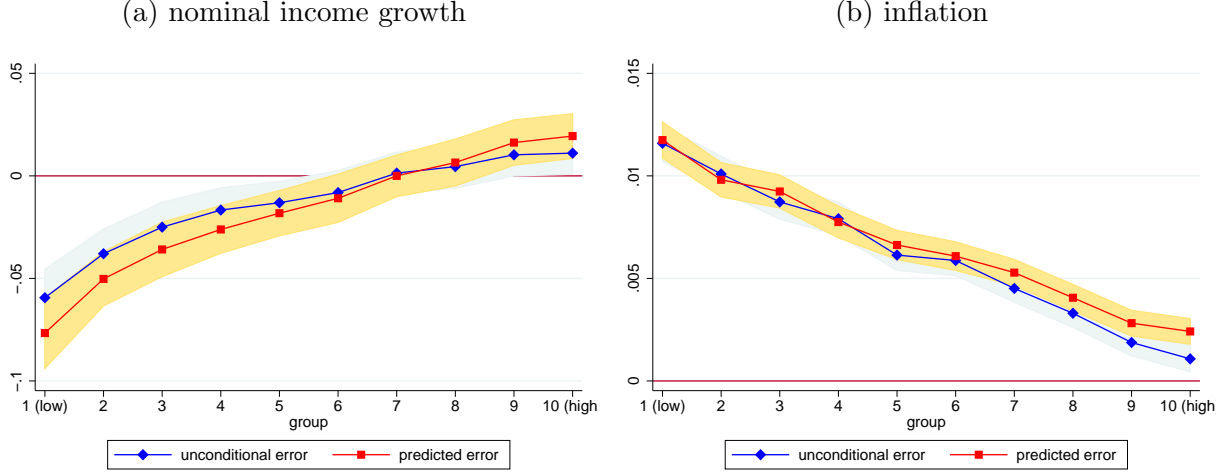 (a) nominal income growth
.05
0
-.05
-.1
1 (low) 2 3 4 5 6 7 8 9 10 (high
group
unconditional error predicted error
(b) inflation
.015
.01
.005
0
1 (low) 2 3 4 5 6 7 8 9 10 (high
group
unconditional error predicted error